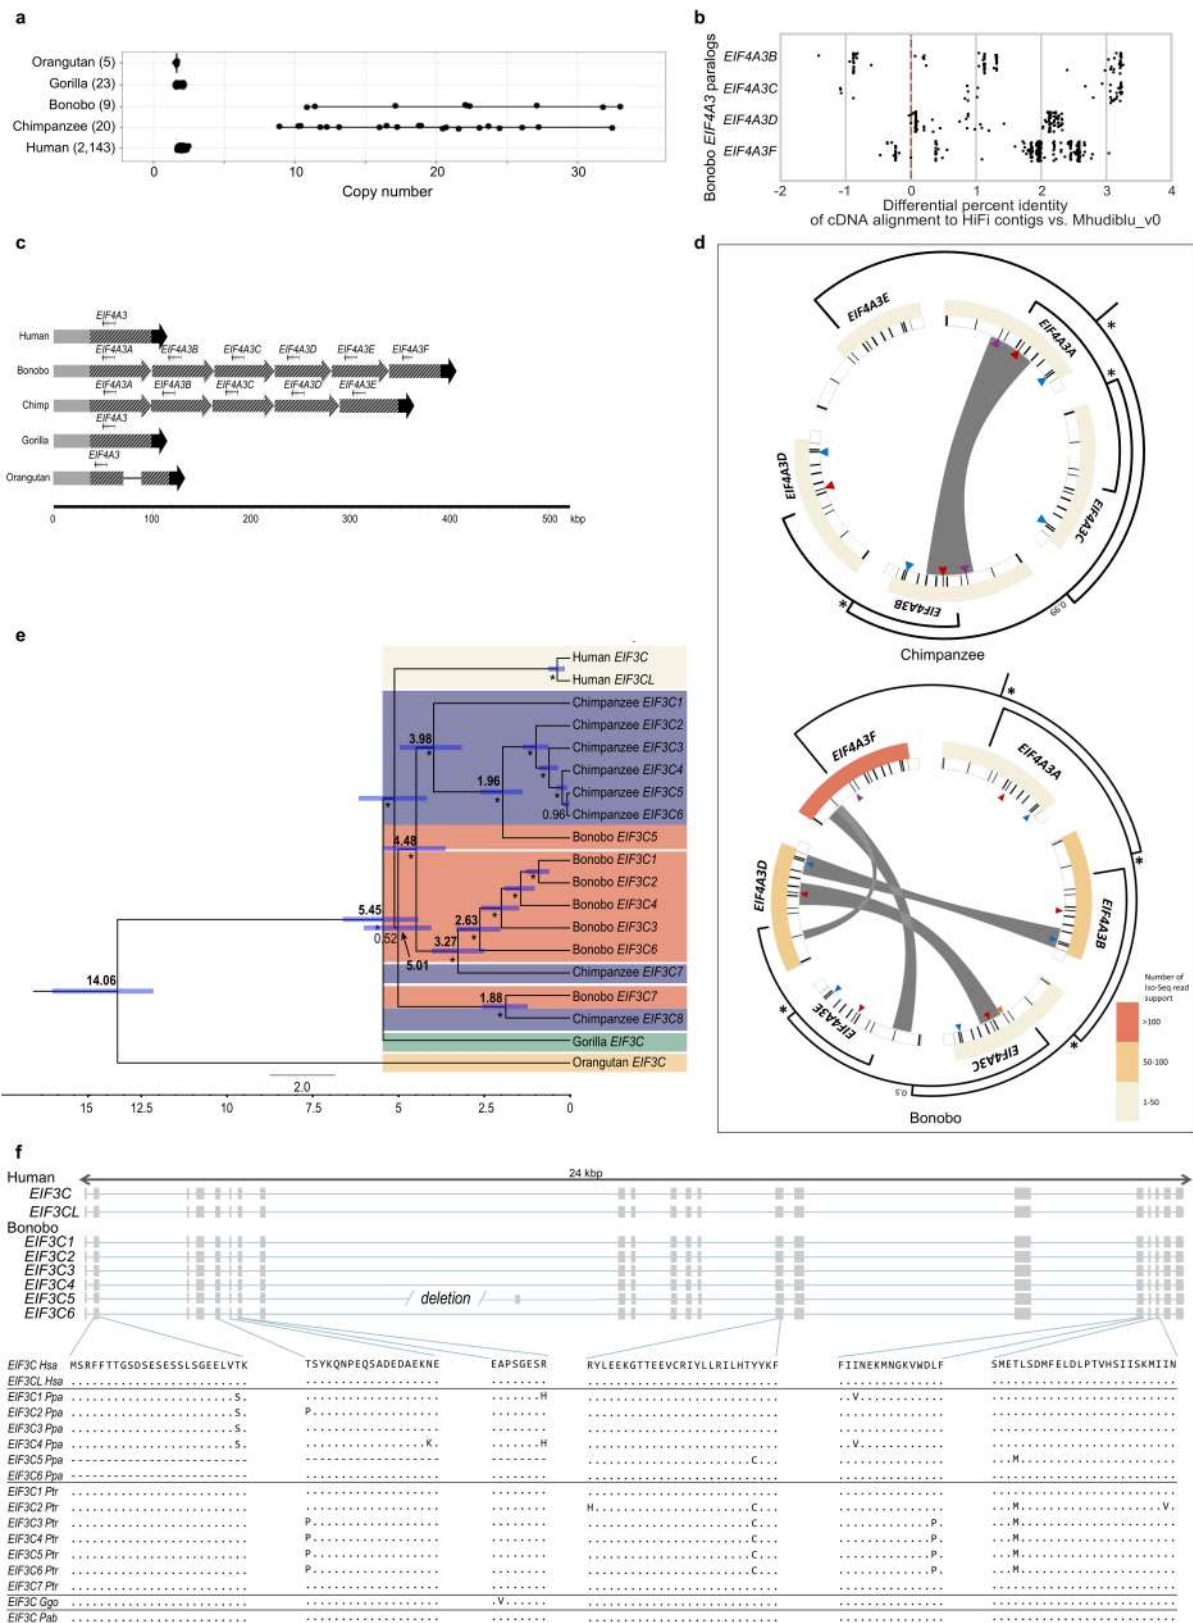 a
Orangutan (5)
Gorilla (23)
Bonobo (9)
Chimpanzee (20)
Human (2,143)
0 10 20 30
Copy number
b
Bonobo EIF4A3 paralogs
EIF4A3B
EIF4A3C
EIF4A3D
EIF4A3F
-2 -1 0 1 2 3 4
Differential percent identity
of cDNA alignment to HiFi contigs vs. Mhudiblu_v0
c
EIF4A3
Human
EIF4A3A EIF4A3B EIF4A3C EIF4A3D EIF4A3E EIF4A3F
Bonobo
EIF4A3A EIF4A3B EIF4A3C EIF4A3D EIF4A3E
Chimp
EIF4A3
Gorilla
EIF4A3
Orangutan
0 100 200 300 400 500 kbp
d
EIF4A3E
EIF4A3A
*
*
EIF4A3D
EIF4A3C
EIF4A3B
*
0.99
Chimpanzee
*
EIF4A3F
EIF4A3A
*
EIF4A3D
EIF4A3B
EIF4A3E
*
EIF4A3C
*
0.5
Bonobo
Number of
Iso-Seq read
support
>100
50-100
1-50
e
Human EIF3C
Human EIF3CL
Chimpanzee EIF3C1
Chimpanzee EIF3C2
Chimpanzee EIF3C3
Chimpanzee EIF3C4
Chimpanzee EIF3C5
Chimpanzee EIF3C6
Bonobo EIF3C5
Bonobo EIF3C1
Bonobo EIF3C2
Bonobo EIF3C4
Bonobo EIF3C3
Bonobo EIF3C6
Chimpanzee EIF3C7
Bonobo EIF3C7
Chimpanzee EIF3C8
Gorilla EIF3C
Orangutan EIF3C
3.98
1.96
0.96
4.48
5.45
2.63
3.27
0.52
5.01
14.06
1.88
2.0
15 12.5 10 7.5 5 2.5 0
f
24 kbp
Human
EIF3C
EIF3CL
Bonobo
EIF3C1
EIF3C2
EIF3C3
EIF3C4
EIF3C5 / deletion /
EIF3C6
EIF3C Hsa MSRFFTTGSDSESESSLSGEELVTK TSYKQNPEQSADEDAEKNE EAPSGESR RYLEEKGTTEEVCRIYLLRILHTYYKF FIINEKMNGKVWDLF SMETLSDMFELDLPTVHSIISKMIIN
EIF3CL Hsa
EIF3C1 Ppa S H V
EIF3C2 Ppa S P
EIF3C3 Ppa S
EIF3C4 Ppa S K H V
EIF3C5 Ppa C M
EIF3C6 Ppa
EIF3C1 Ptr
EIF3C2 Ptr H C M V
EIF3C3 Ptr P C P M
EIF3C4 Ptr P C P M
EIF3C5 Ptr P C P M
EIF3C6 Ptr P C P M
EIF3C7 Ptr
EIF3C Ggo V
EIF3C Pab